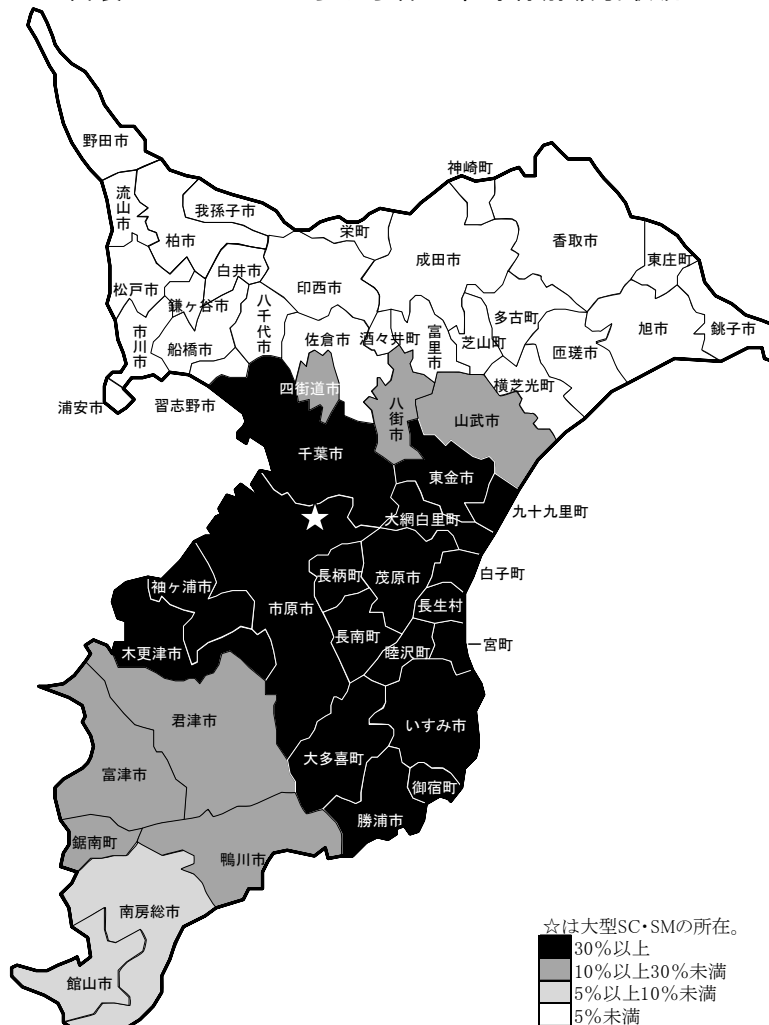 野田市
神崎町
流山市
我孫子市
柏市
栄町
成田市
香取市
東庄町
白井市
松戸市
鎌ヶ谷市
印西市
八千代市
多古町
旭市
銚子市
市川市
船橋市
佐倉市
酒々井町
富里市
芝山町
匝瑳市
横芝光町
浦安市
習志野市
四街道市
八街市
山武市
千葉市
東金市
九十九里町
大網白里町
☆
白子町
袖ヶ浦市
長柄町
茂原市
市原市
長生村
長南町
一宮町
木更津市
睦沢町
君津市
いすみ市
大多喜町
富津市
御宿町
勝浦市
鋸南町
鴨川市
南房総市
館山市
☆は大型SC・SMの所在。
30%以上
10%以上30%未満
5%以上10%未満
5%未満